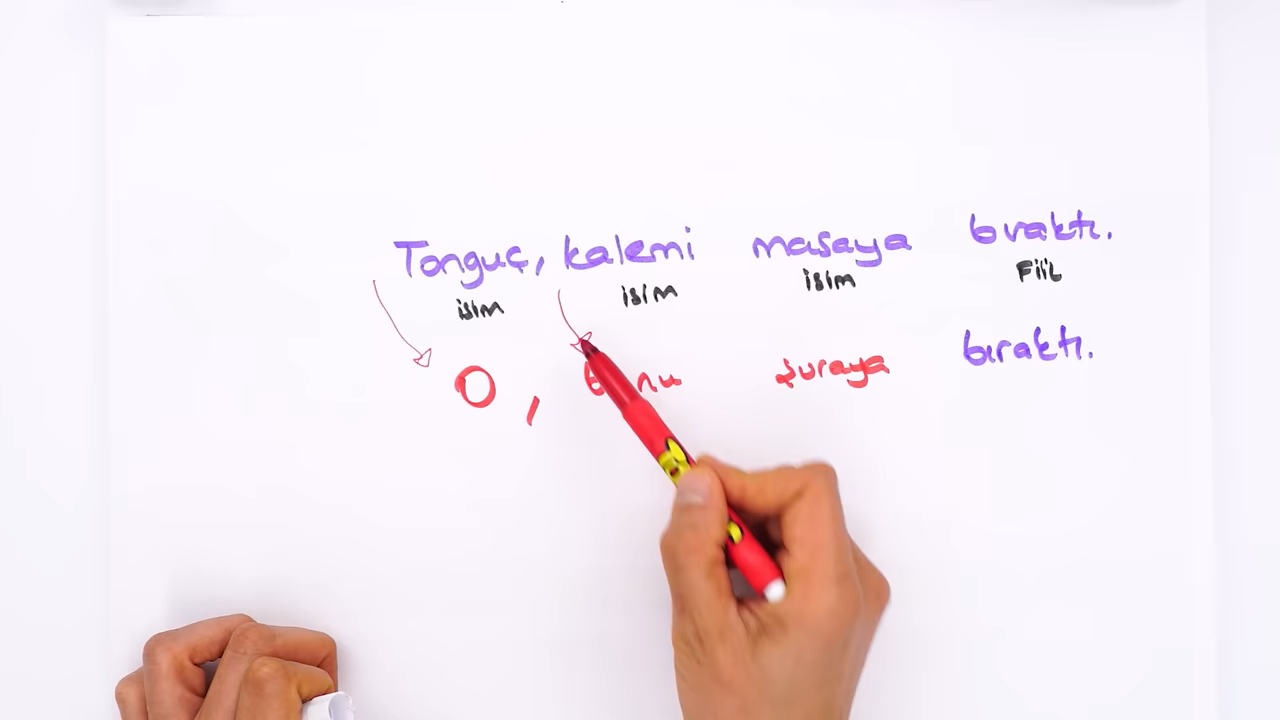 Tonguç, kalemi masaya bıraktı.
isim isim isim Fiil
O, şuraya bıraktı.